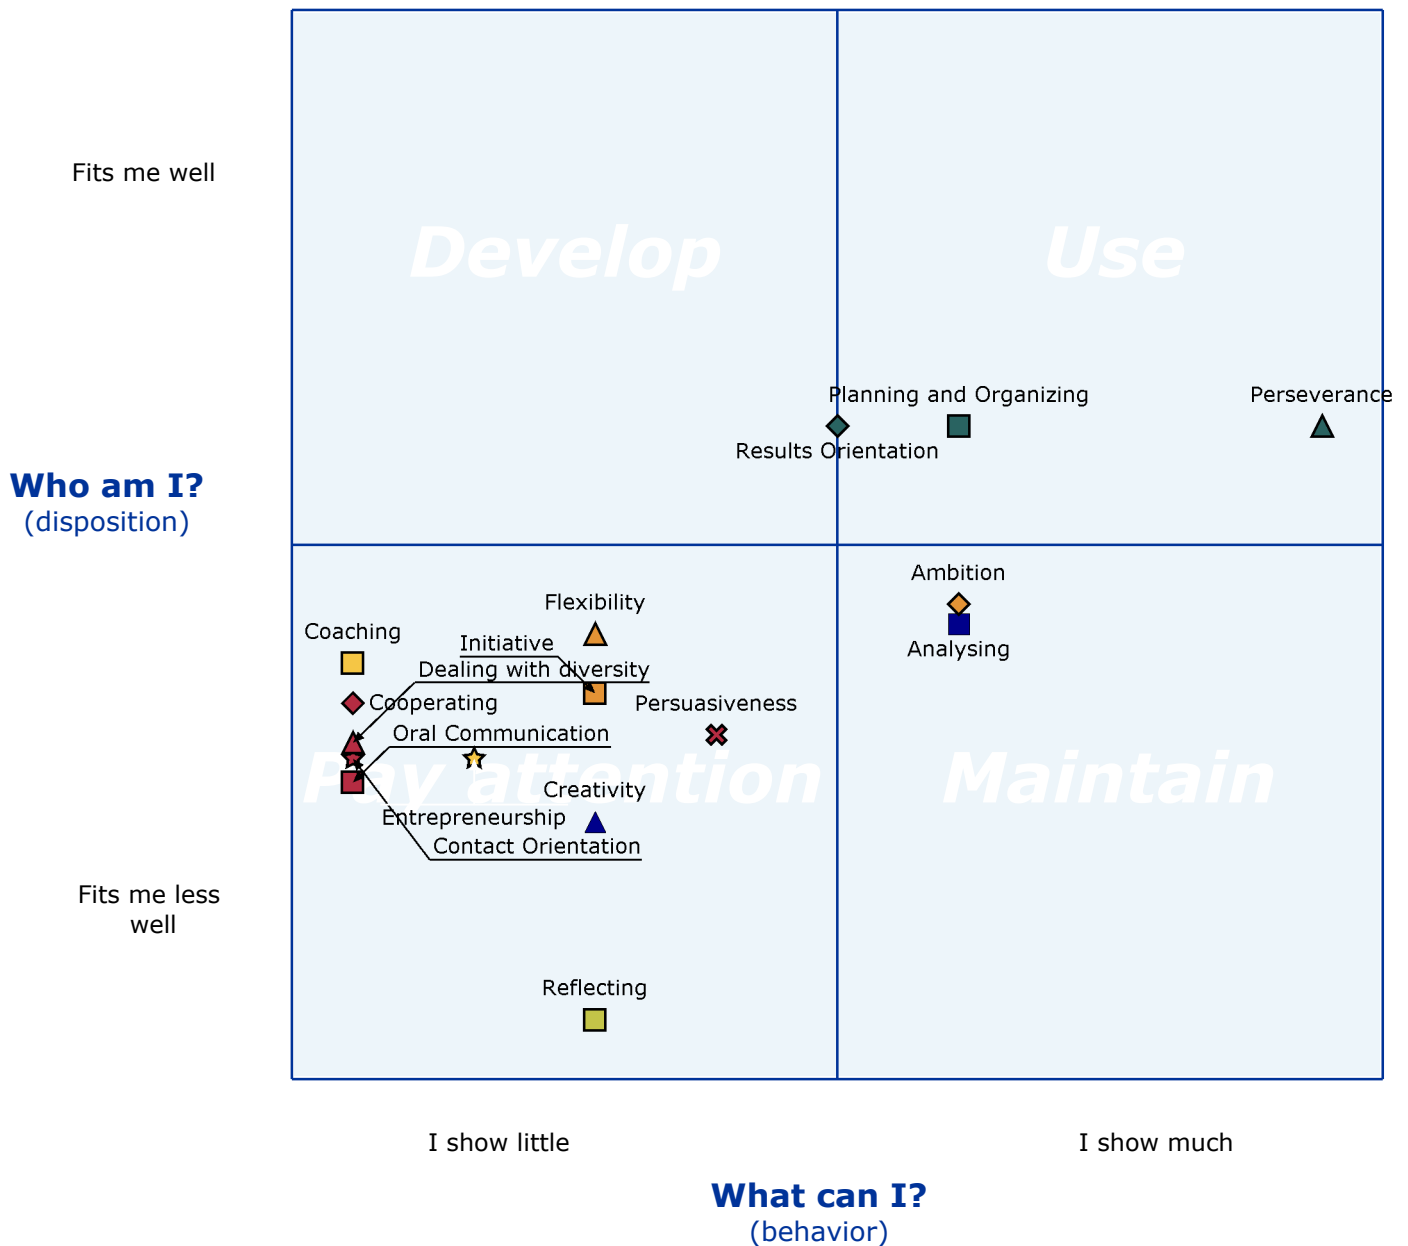 Fits me well
Develop
Use
Planning and Organizing
Perseverance
Results Orientation
Who am I?
(disposition)
Ambition
Flexibility
Coaching
Initiative
Analysing
Dealing with diversity
Cooperating
Persuasiveness
Oral Communication
Pay attention
Maintain
Creativity
Entrepreneurship
Contact Orientation
Fits me less
well
Reflecting
I show little
I show much
What can I?
(behavior)